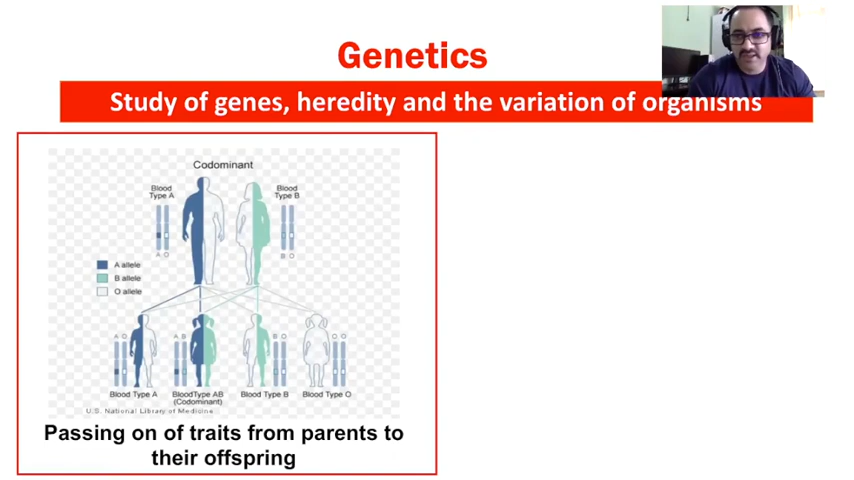 Genetics
Study of genes, heredity and the variation of organisms
Codominant
Blood
Type A
Blood
Type B
A O
B O
A allele
B allele
O allele
A O
A B
B O
O O
Blood Type A
BloodType AB
(Codominant)
Blood Type B
Blood Type O
U.S. National Library of Medicine
Passing on of traits from parents to
their offspring